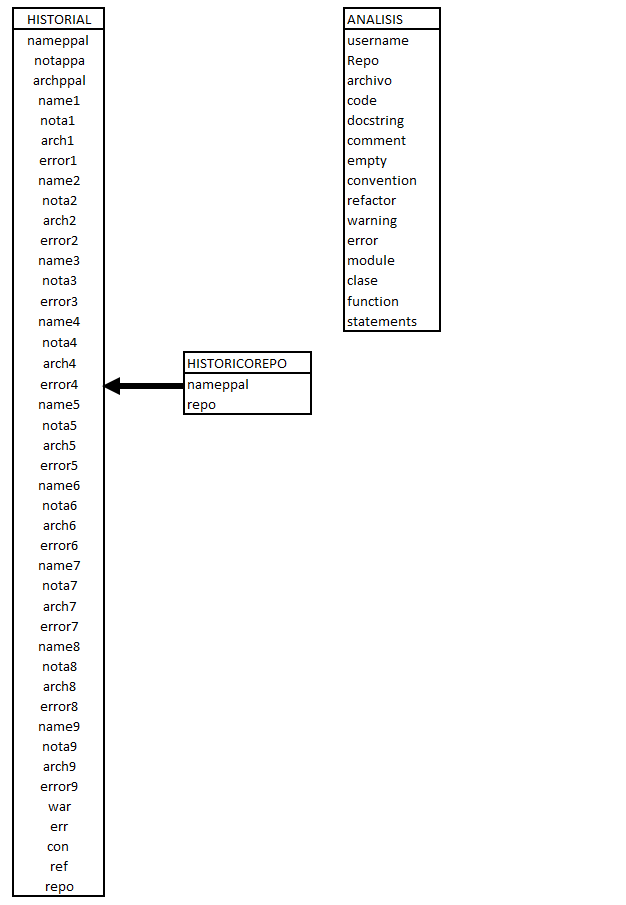 HISTORIAL
nameppal
notappa
archppal
name1
nota1
arch1
error1
name2
nota2
arch2
error2
name3
nota3
error3
name4
nota4
arch4
error4
name5
nota5
arch5
error5
name6
nota6
arch6
error6
name7
nota7
arch7
error7
name8
nota8
arch8
error8
name9
nota9
arch9
error9
war
err
con
ref
repo
HISTORICOREPO
nameppal
repo
ANALISIS
username
Repo
archivo
code
docstring
comment
empty
convention
refactor
warning
error
module
clase
function
statements